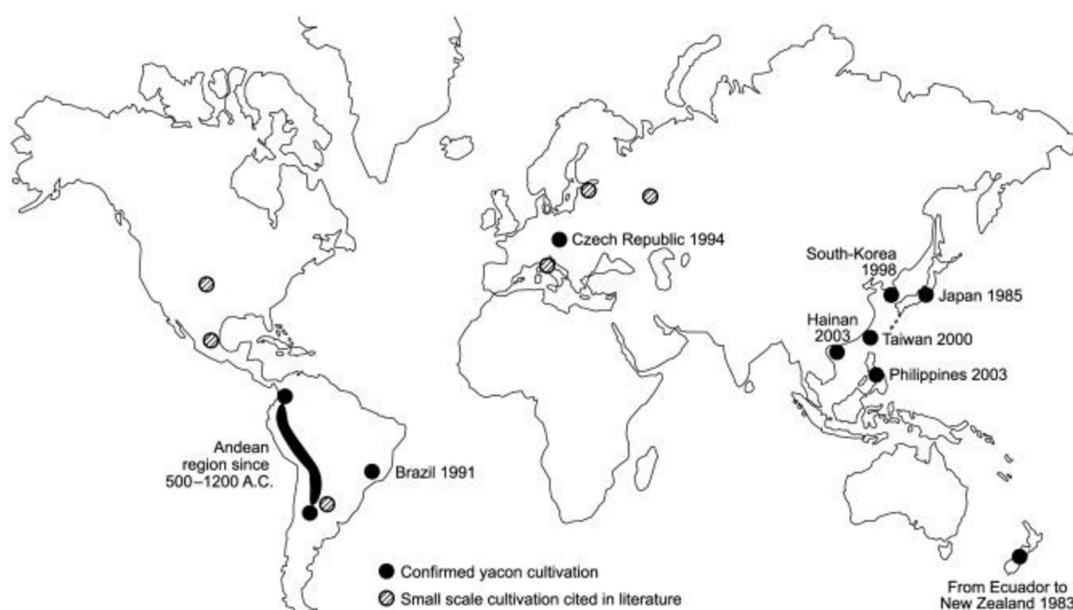 Czech Republic 1994
South-Korea
1998
Japan 1985
Hainan
2003
Taiwan 2000
Philippines 2003
Andean
region since
500–1200 A.C.
Brazil 1991
Confirmed yacon cultivation
Small scale cultivation cited in literature
From Ecuador to
New Zealand 1983